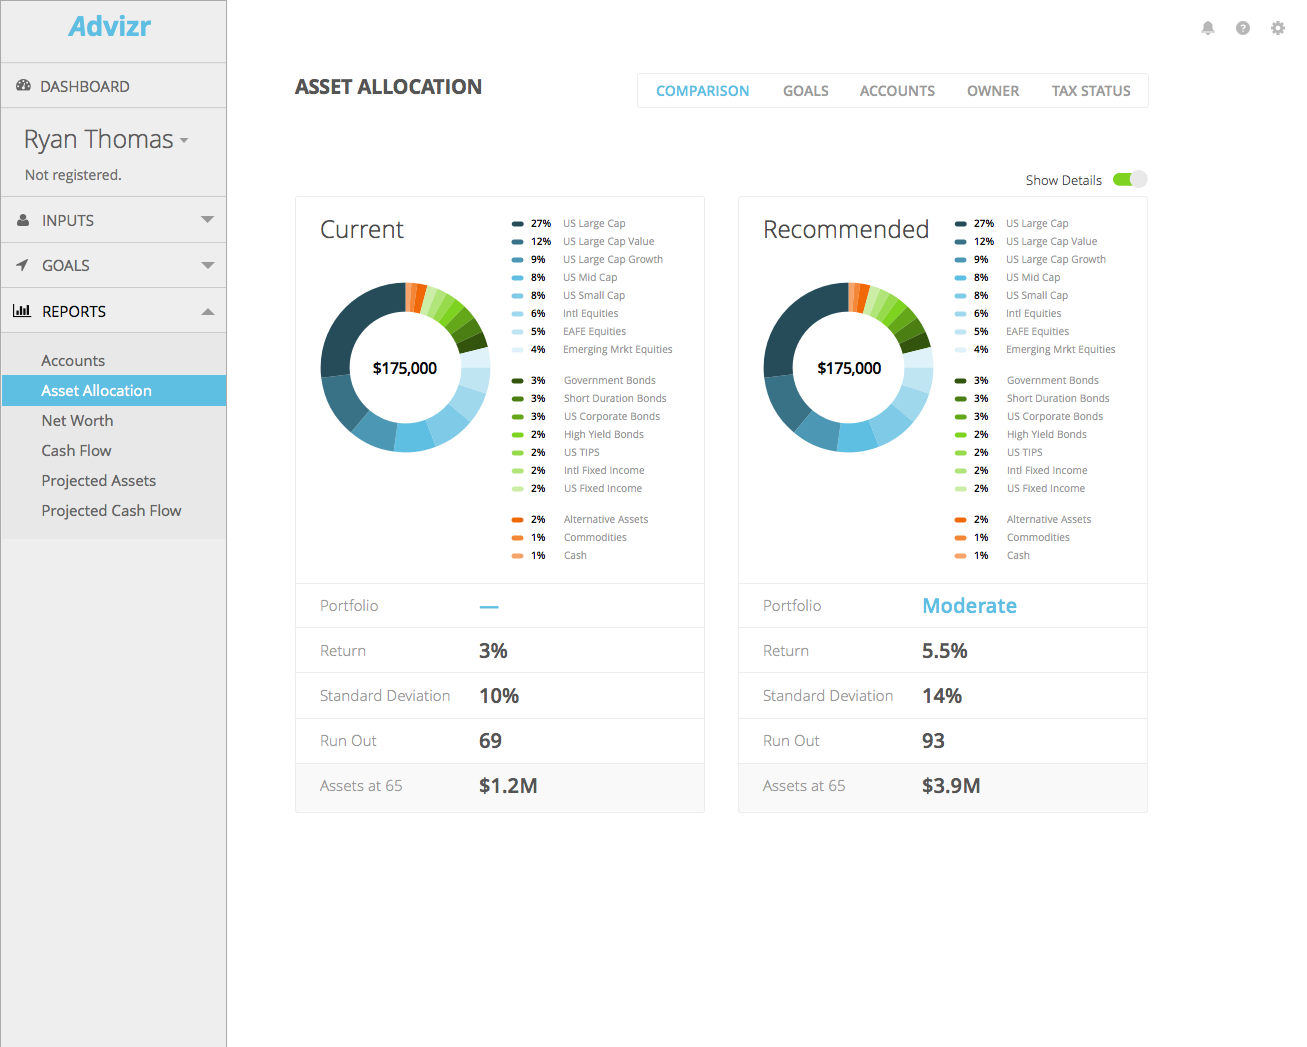 Advizr
DASHBOARD
Ryan Thomas
Not registered.
INPUTS
GOALS
REPORTS
Accounts
Asset Allocation
Net Worth
Cash Flow
Projected Assets
Projected Cash Flow
ASSET ALLOCATION
COMPARISON GOALS ACCOUNTS OWNER TAX STATUS
Show Details
Current
$175,000
27% US Large Cap
12% US Large Cap Value
9% US Large Cap Growth
8% US Mid Cap
8% US Small Cap
6% Intl Equities
5% EAFE Equities
4% Emerging Mrkt Equities
3% Government Bonds
3% Short Duration Bonds
3% US Corporate Bonds
2% High Yield Bonds
2% US TIPS
2% Intl Fixed Income
2% US Fixed Income
2% Alternative Assets
1% Commodities
1% Cash
Portfolio —
Return 3%
Standard Deviation 10%
Run Out 69
Assets at 65 $1.2M
Recommended
$175,000
27% US Large Cap
12% US Large Cap Value
9% US Large Cap Growth
8% US Mid Cap
8% US Small Cap
6% Intl Equities
5% EAFE Equities
4% Emerging Mrkt Equities
3% Government Bonds
3% Short Duration Bonds
3% US Corporate Bonds
2% High Yield Bonds
2% US TIPS
2% Intl Fixed Income
2% US Fixed Income
2% Alternative Assets
1% Commodities
1% Cash
Portfolio Moderate
Return 5.5%
Standard Deviation 14%
Run Out 93
Assets at 65 $3.9M